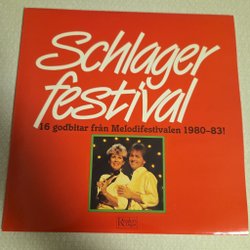 Schlager
festival
16 godbitar från Melodifestivalen 1980-83!